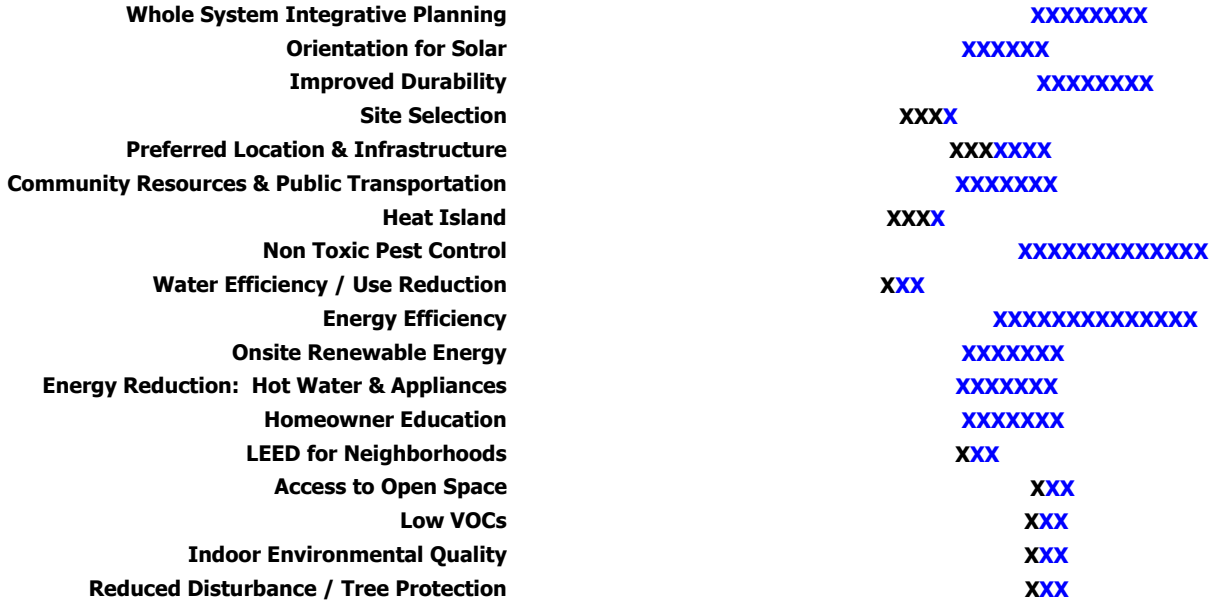 Whole System Integrative Planning XXXXXXXX
Orientation for Solar XXXXXX
Improved Durability XXXXXXXX
Site Selection XXXX
Preferred Location & Infrastructure XXXXXXX
Community Resources & Public Transportation XXXXXXX
Heat Island XXXX
Non Toxic Pest Control XXXXXXXXXXXXX
Water Efficiency / Use Reduction XXX
Energy Efficiency XXXXXXXXXXXXXX
Onsite Renewable Energy XXXXXXX
Energy Reduction: Hot Water & Appliances XXXXXXX
Homeowner Education XXXXXXX
LEED for Neighborhoods XXX
Access to Open Space XXX
Low VOCs XXX
Indoor Environmental Quality XXX
Reduced Disturbance / Tree Protection XXX